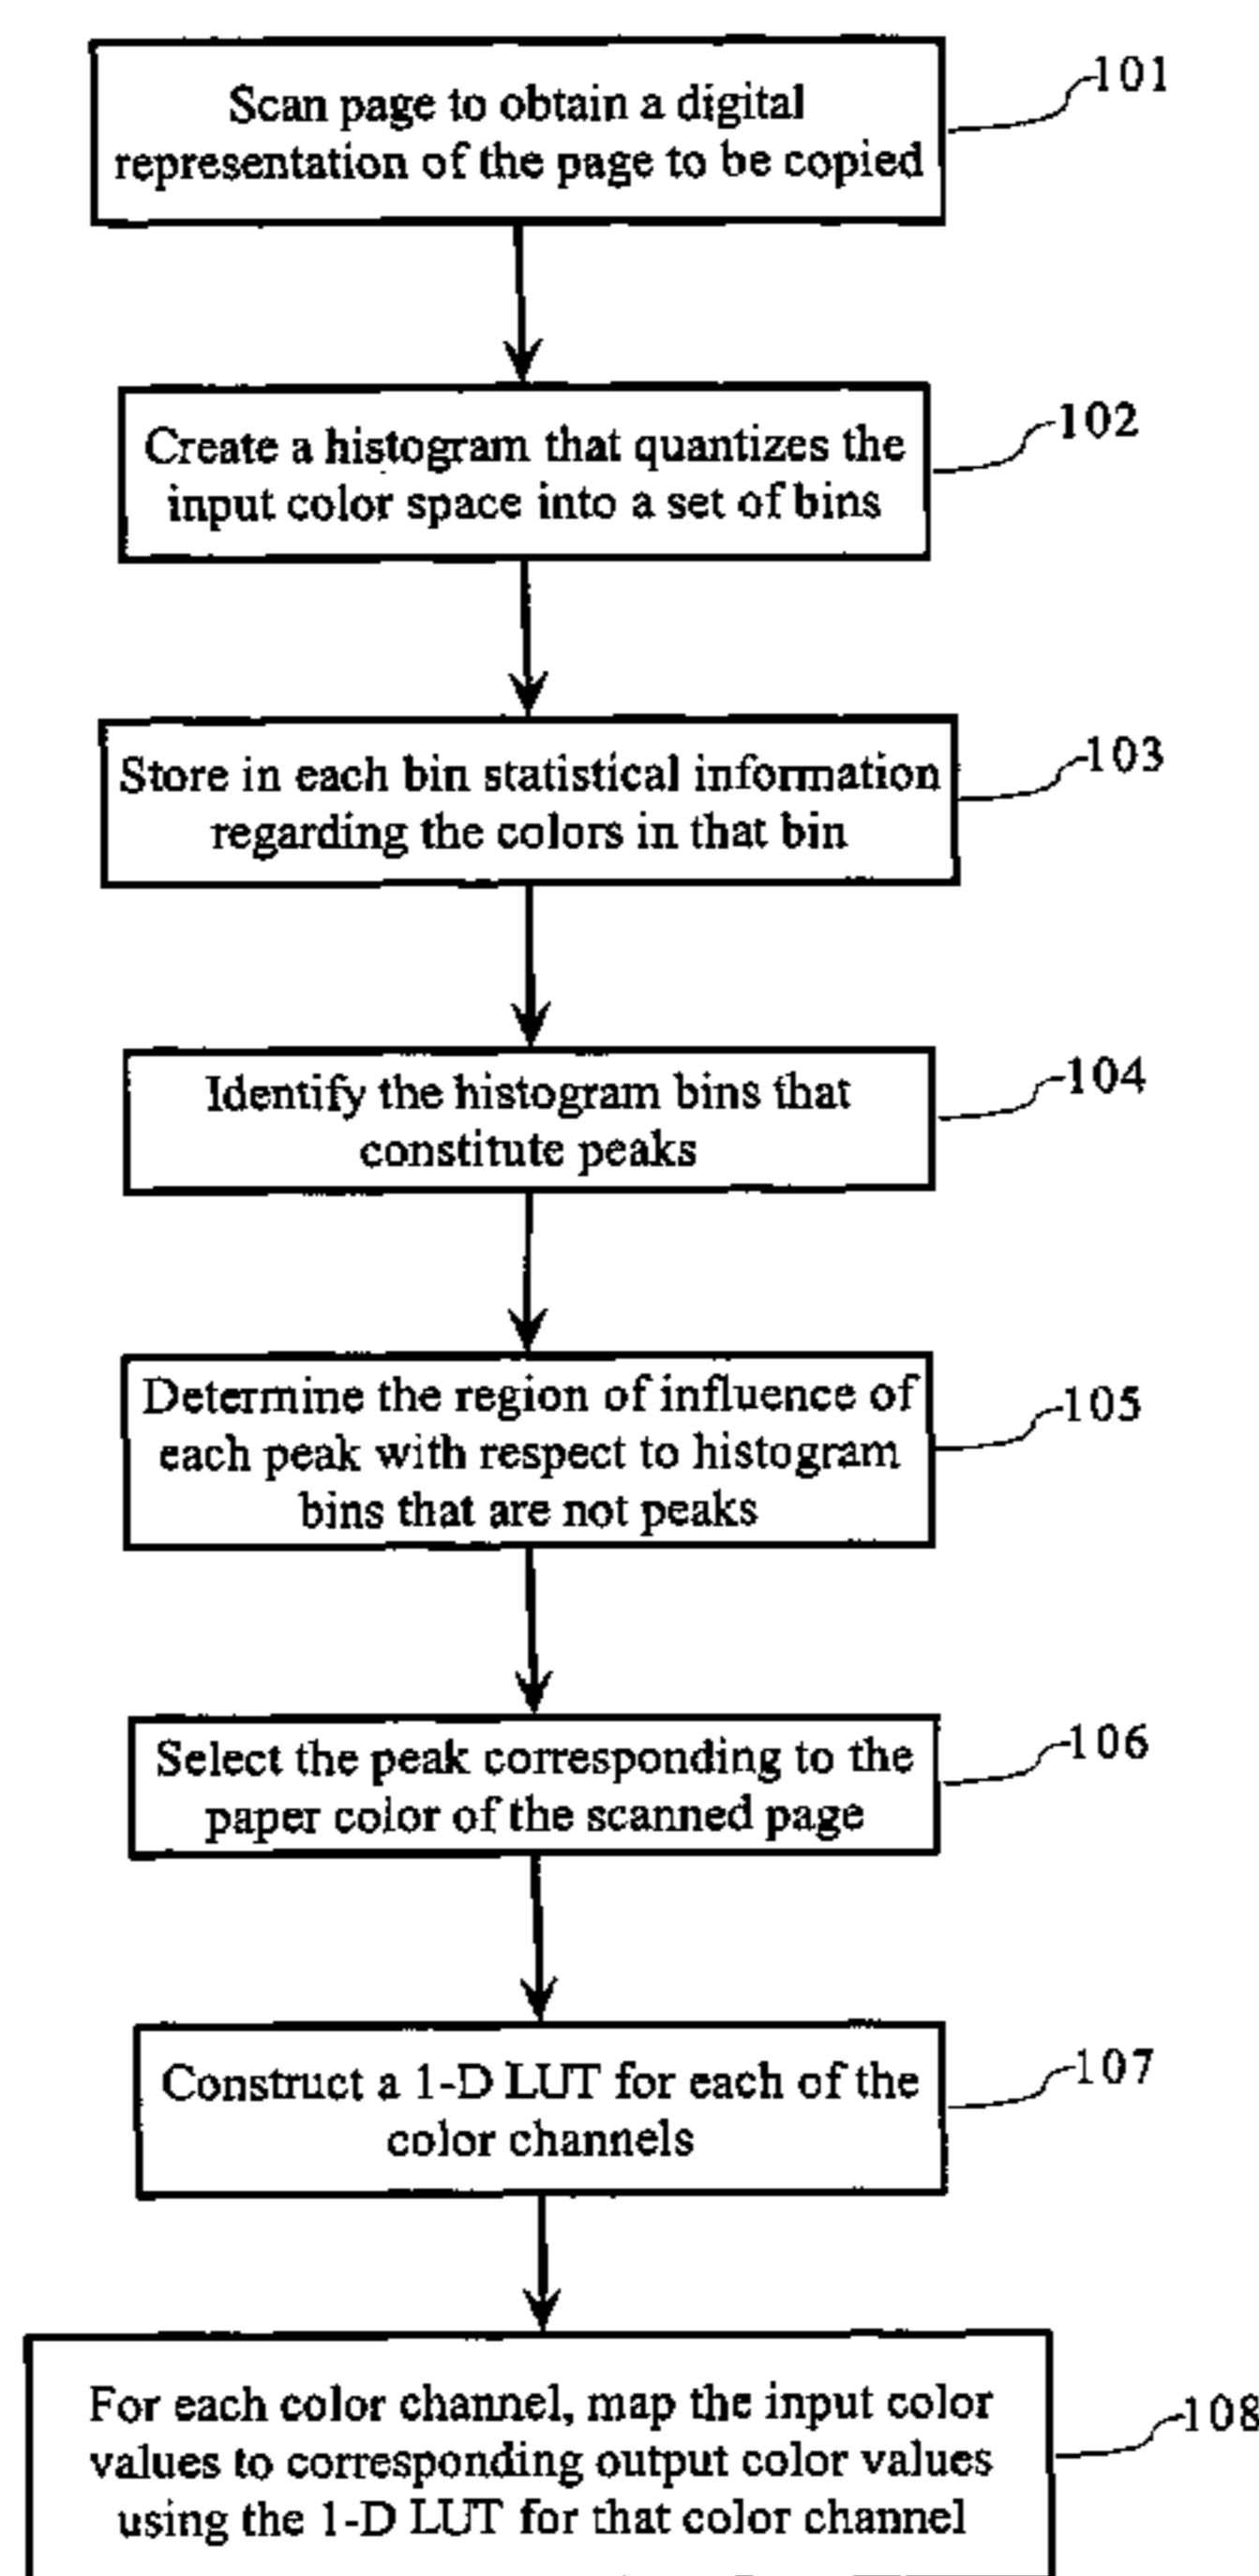 101
Scan page to obtain a digital
representation of the page to be copied
102
Create a histogram that quantizes the
input color space into a set of bins
103
Store in each bin statistical information
regarding the colors in that bin
104
Identify the histogram bins that
constitute peaks
105
Determine the region of influence of
each peak with respect to histogram
bins that are not peaks
106
Select the peak corresponding to the
paper color of the scanned page
107
Construct a 1-D LUT for each of the
color channels
108
For each color channel, map the input color
values to corresponding output color values
using the 1-D LUT for that color channel